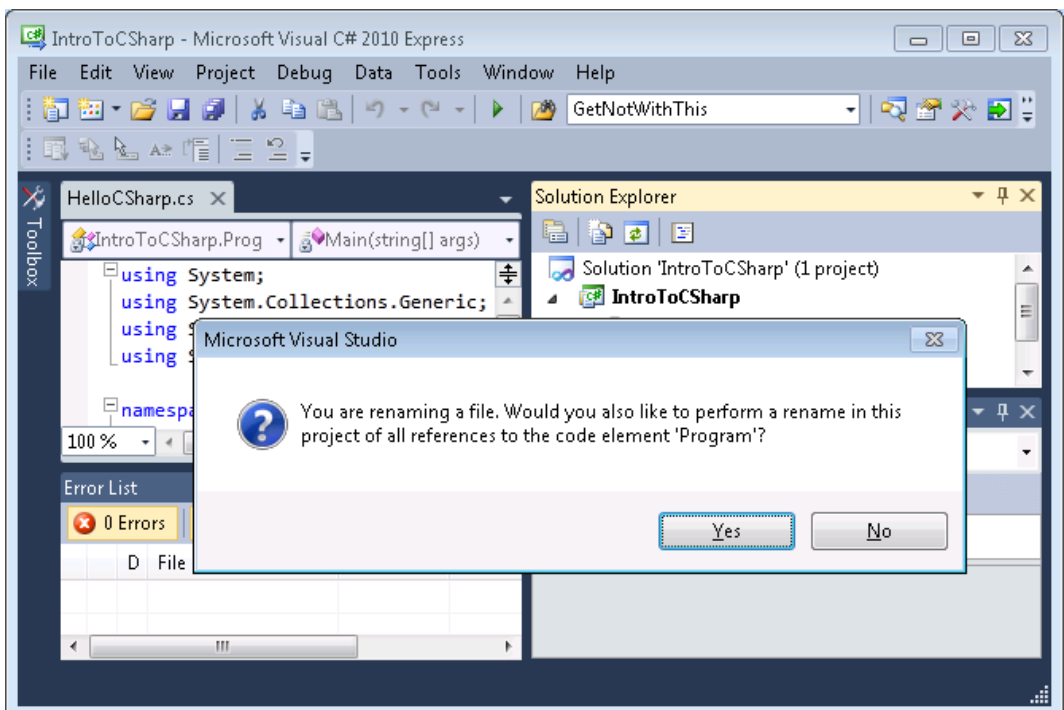 IntroToCSharp - Microsoft Visual C# 2010 Express
File Edit View Project Debug Data Tools Window Help
GetNotWithThis
Toolbox
HelloCSharp.cs
IntroToCSharp.Prog
Main(string[] args)
using System;
using System.Collections.Generic;
using
using
namespa
100 %
Solution Explorer
Solution 'IntroToCSharp' (1 project)
IntroToCSharp
Microsoft Visual Studio
You are renaming a file. Would you also like to perform a rename in this
project of all references to the code element 'Program'?
Yes No
Error List
0 Errors
D File